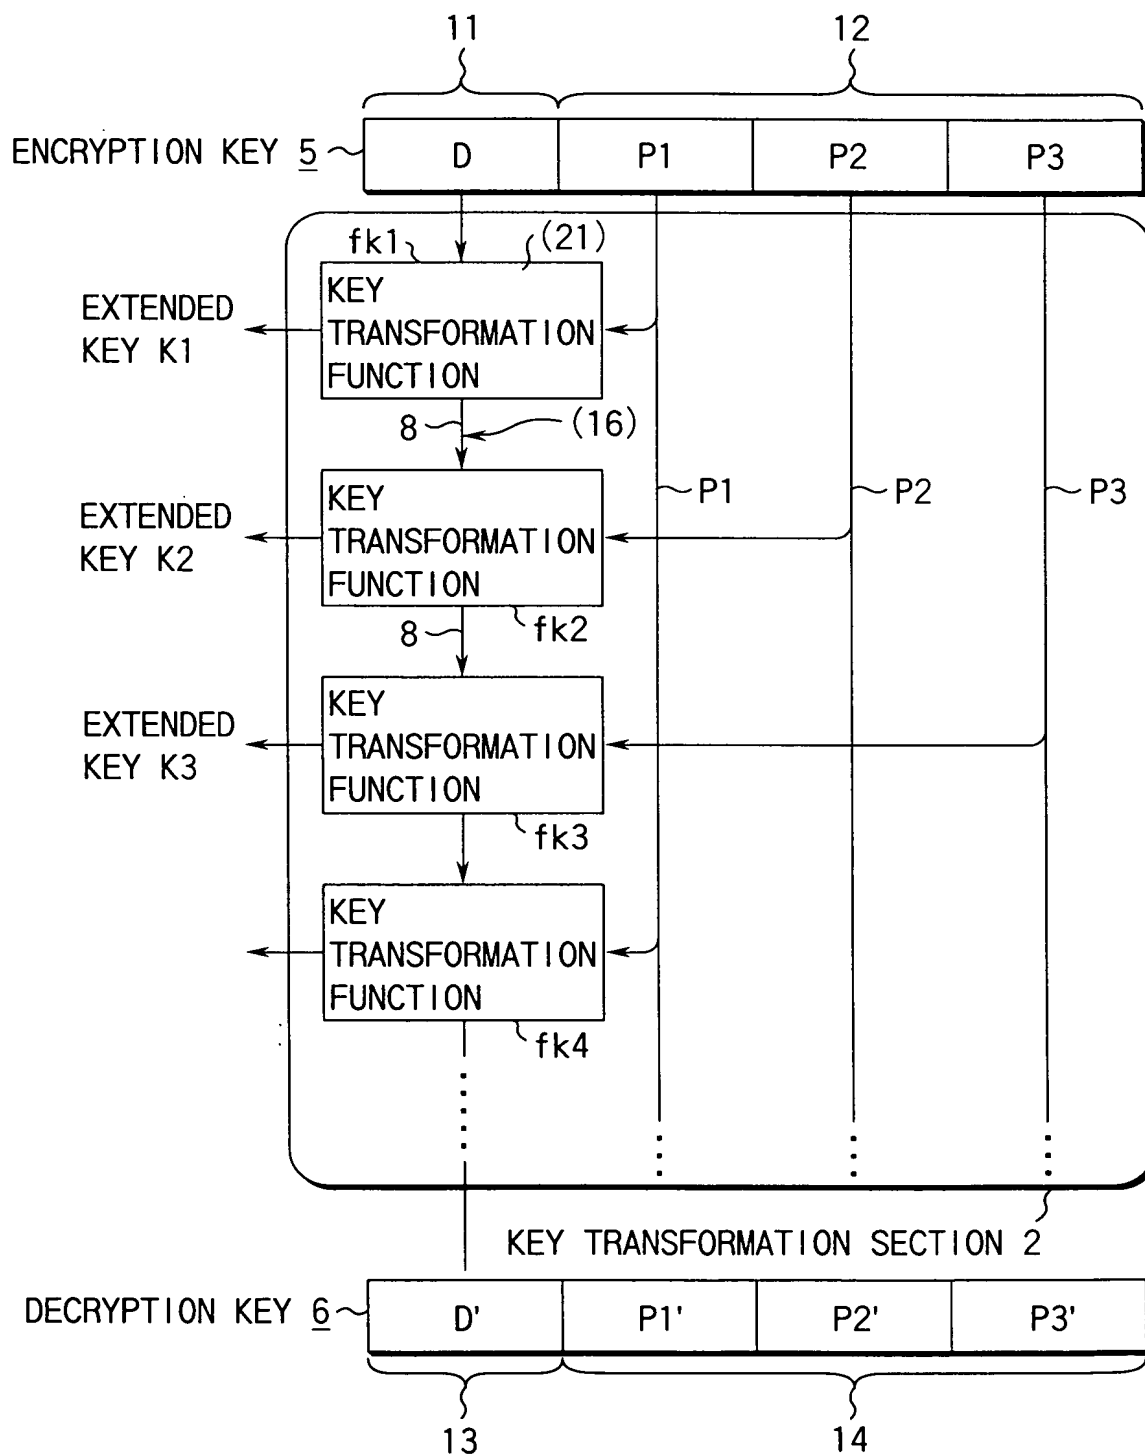 11
12
ENCRYPTION KEY 5
D
P1
P2
P3
fk1
(21)
KEY
TRANSFORMATION
FUNCTION
EXTENDED
KEY K1
8
(16)
KEY
TRANSFORMATION
FUNCTION
EXTENDED
KEY K2
P1
P2
P3
8
fk2
KEY
TRANSFORMATION
FUNCTION
EXTENDED
KEY K3
fk3
KEY
TRANSFORMATION
FUNCTION
fk4
KEY TRANSFORMATION SECTION 2
DECRYPTION KEY 6
D'
P1'
P2'
P3'
13
14